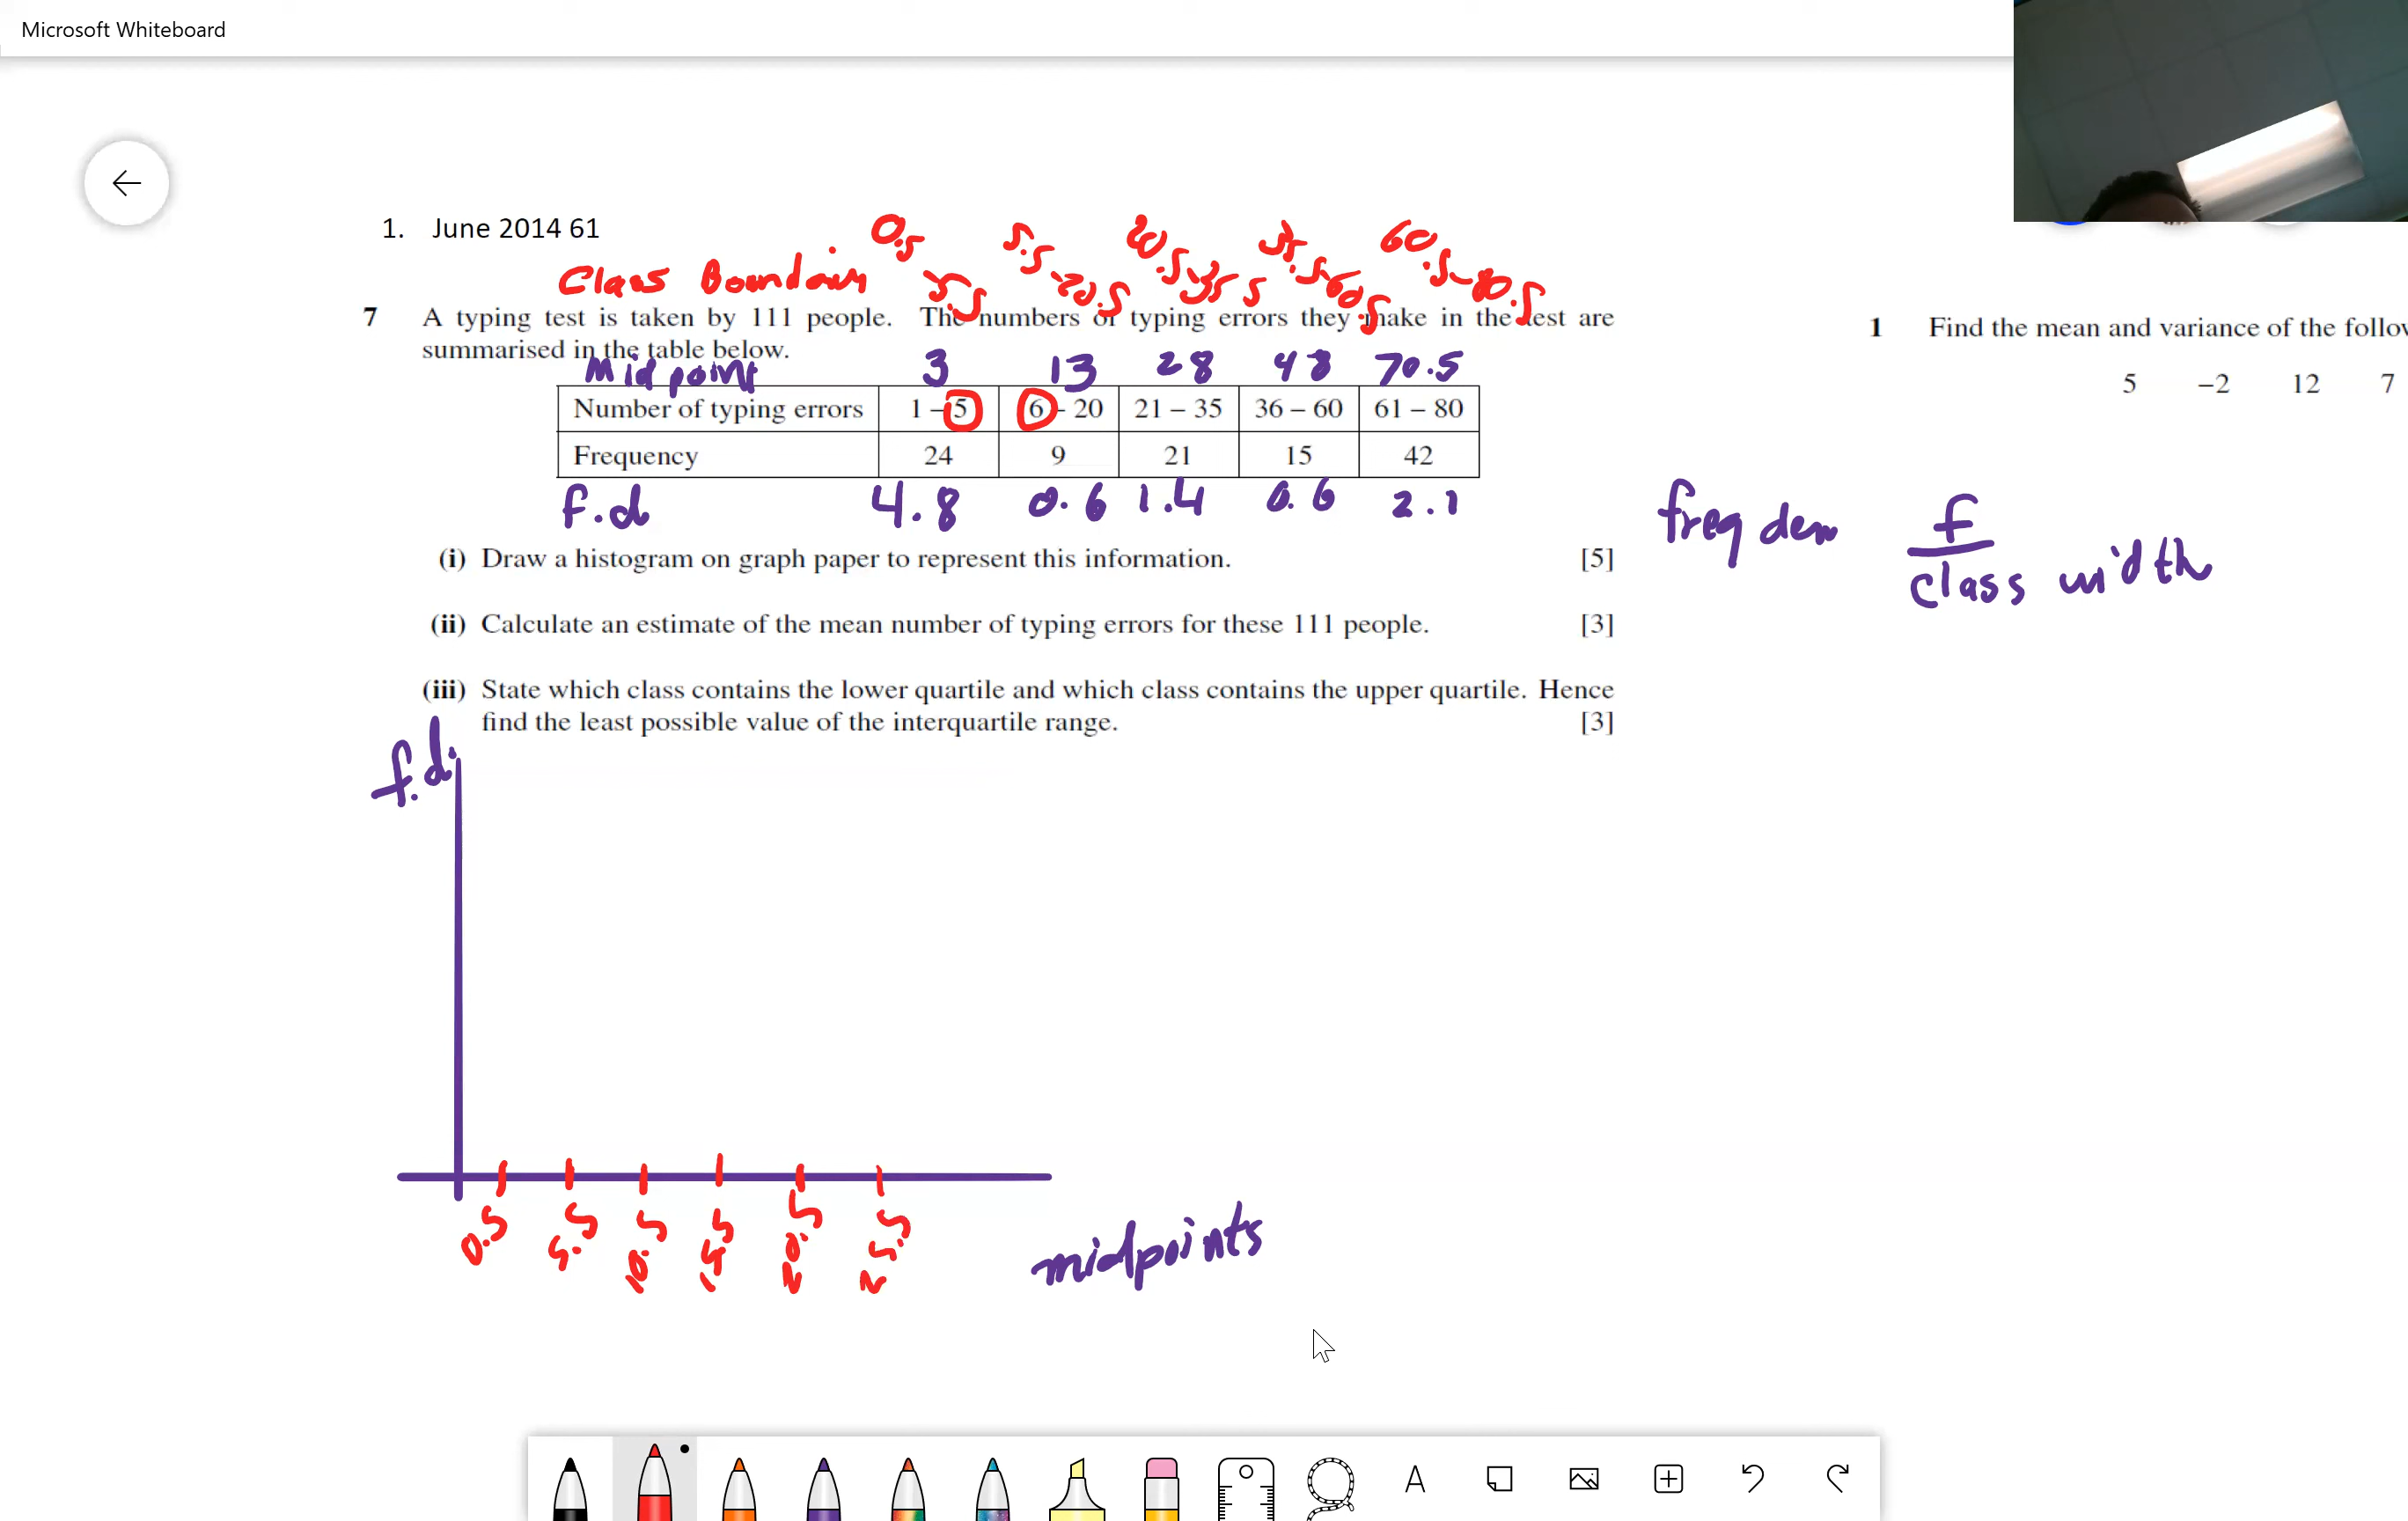 Microsoft Whiteboard
1. June 2014 61
Class Boundary 0.5 5.5 5.5 - 20.5 20.5 - 35.5 35.5 - 60.5 60.5 - 80.5
7 A typing test is taken by 111 people. The numbers of typing errors they make in the test are
summarised in the table below.
Midpoint 3 13 28 48 70.5
Number of typing errors 1 – 5 6 – 20 21 – 35 36 – 60 61 – 80
Frequency 24 9 21 15 42
f.d 4.8 0.6 1.4 0.6 2.1
(i) Draw a histogram on graph paper to represent this information. [5]
(ii) Calculate an estimate of the mean number of typing errors for these 111 people. [3]
(iii) State which class contains the lower quartile and which class contains the upper quartile. Hence
find the least possible value of the interquartile range. [3]
f.d.
0.5 5.5 10.5 15.5 20.5 25.5
midpoints
1 Find the mean and variance of the follow
5 −2 12 7
freq den f
class width
A